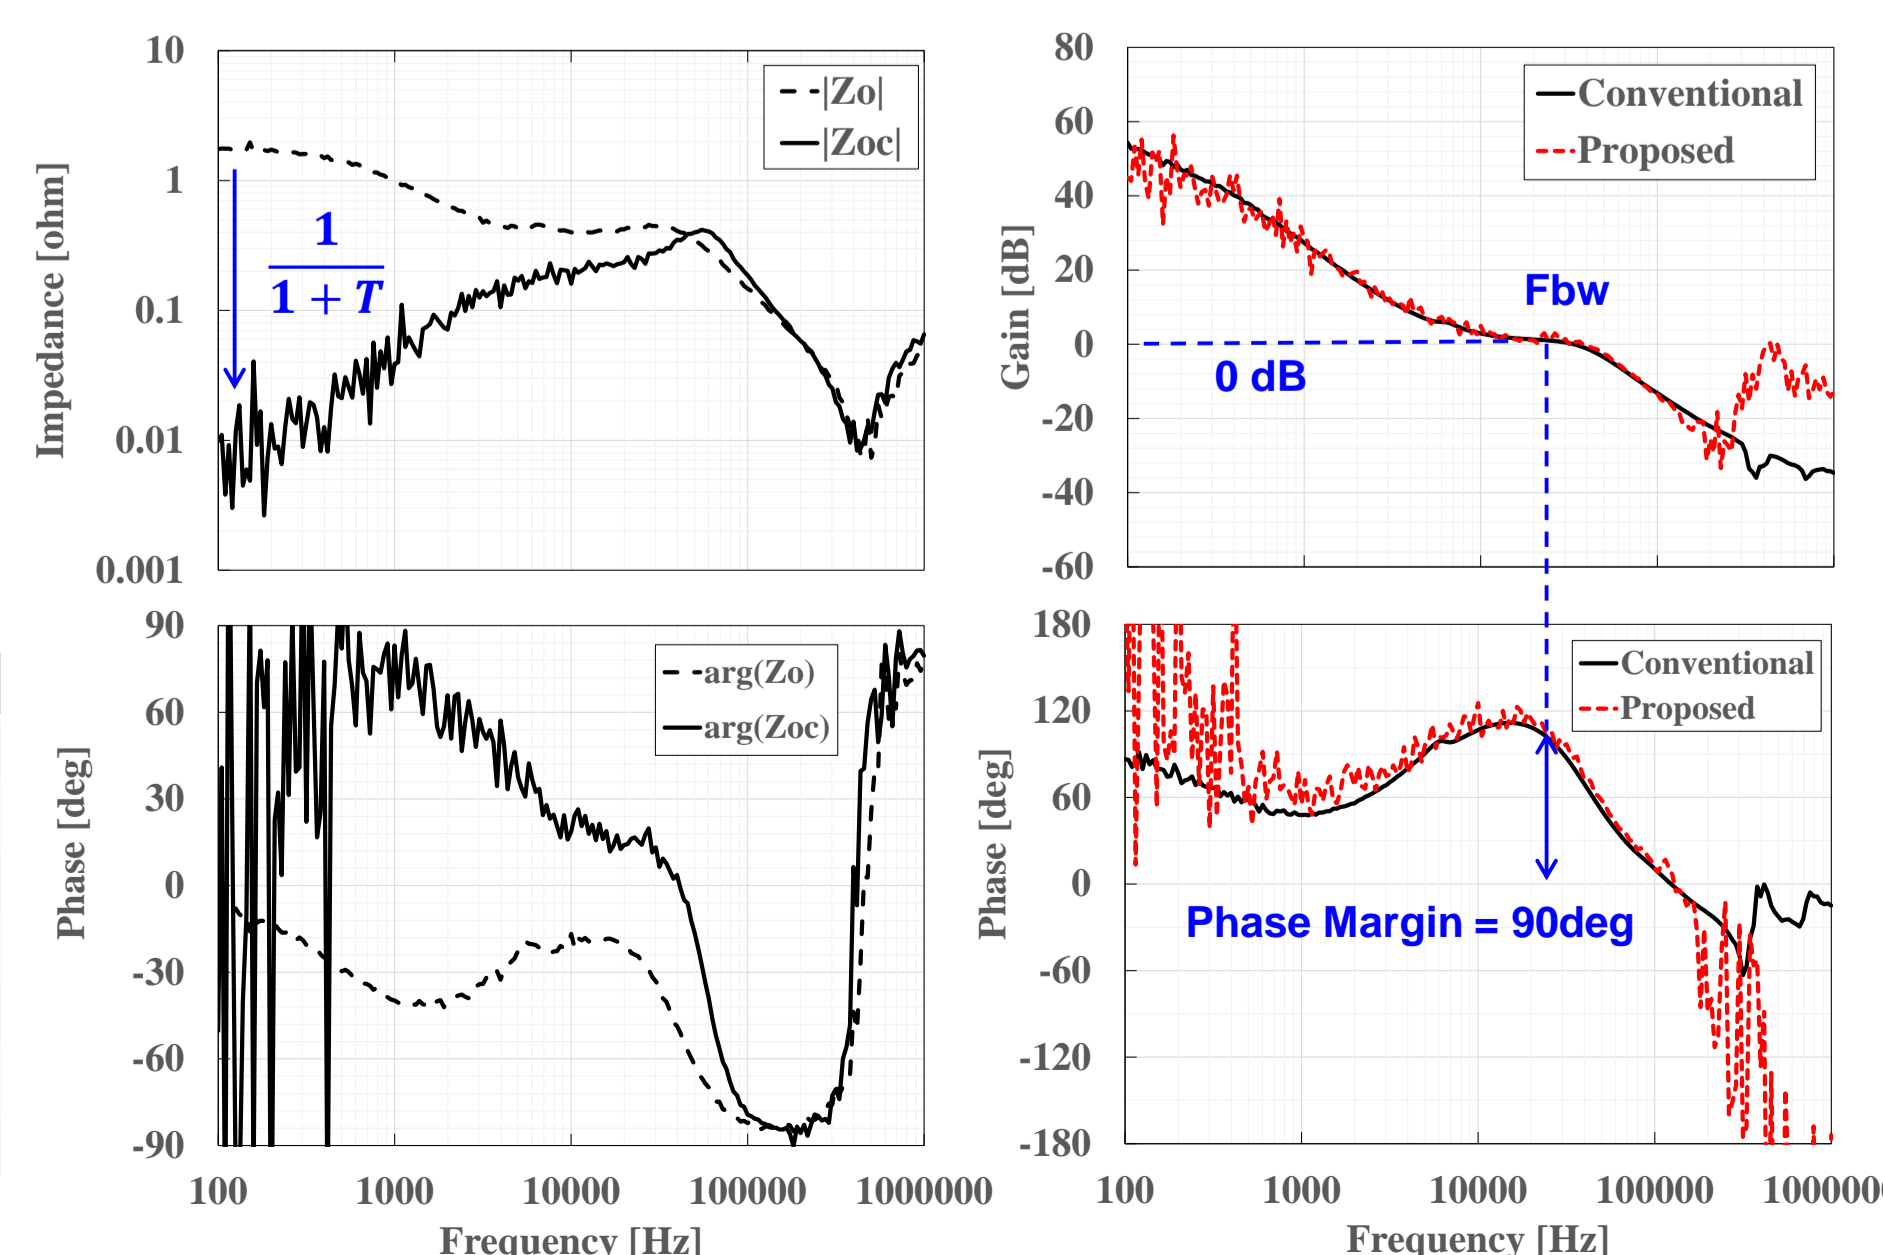 10
1
0.1
0.01
0.001
Impedance [ohm]
|Zo|
|Zoc|
1
1 + T
80
60
40
20
0
-20
-40
-60
Gain [dB]
Conventional
Proposed
Fbw
0 dB
90
60
30
0
-30
-60
-90
Phase [deg]
arg(Zo)
arg(Zoc)
100
1000
10000
100000
1000000
Frequency [Hz]
180
120
60
0
-60
-120
-180
Phase [deg]
Conventional
Proposed
Phase Margin = 90deg
100
1000
10000
100000
1000000
Frequency [Hz]